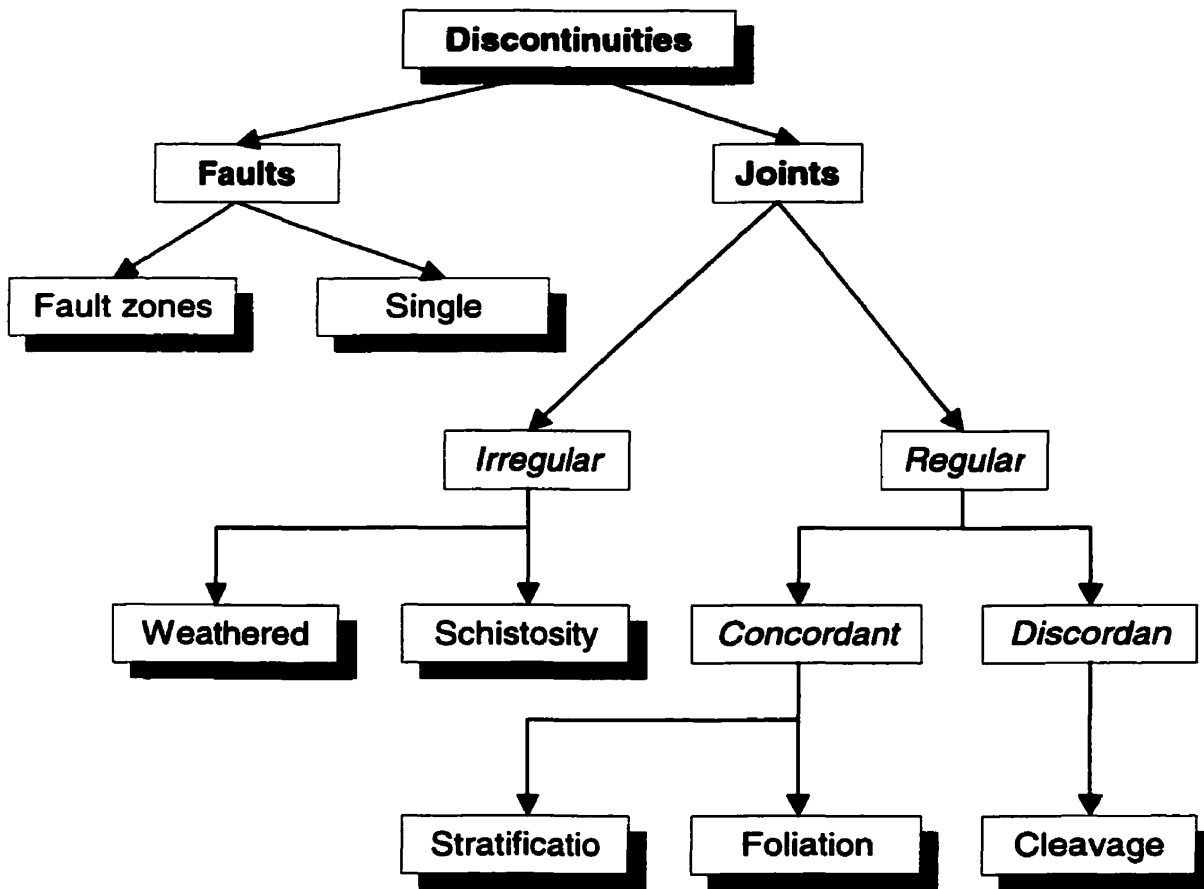 Discontinuities
Faults
Joints
Fault zones
Single
Irregular
Regular
Weathered
Schistosity
Concordant
Discordan
Stratificatio
Foliation
Cleavage